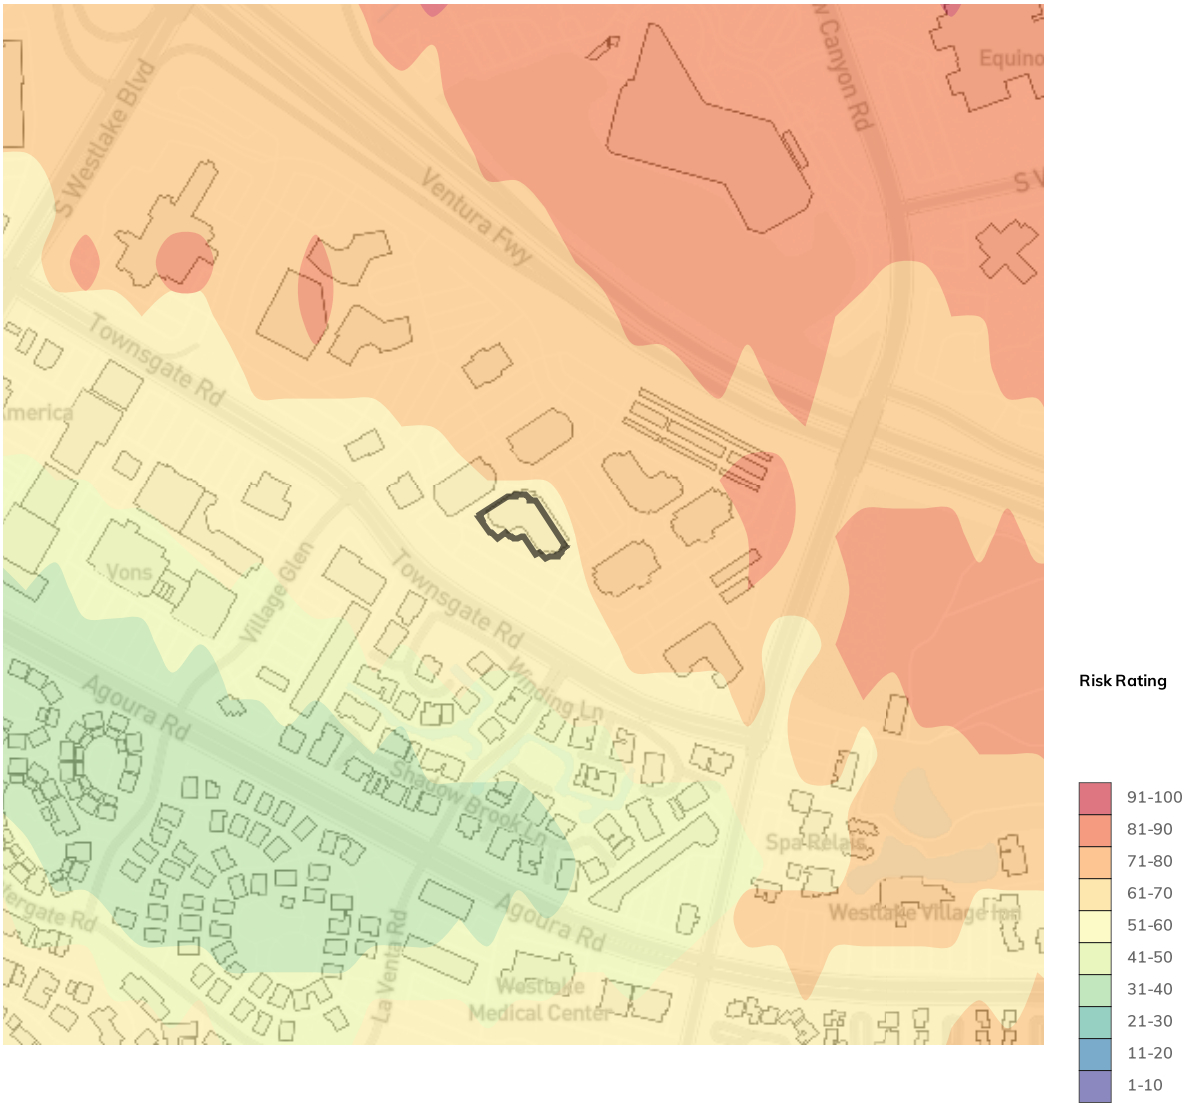 W Canyon Rd
Equino
S Westlake Blvd
Ventura Fwy
S V
Townsgate Rd
America
Vons
Village Glen
Townsgate Rd
Winding Ln
Agoura Rd
Shadow Brook Ln
Spa Relais
tergate Rd
Agoura Rd
La Venta Rd
Westlake Village Inn
Westlake
Medical Center
Risk Rating
91-100
81-90
71-80
61-70
51-60
41-50
31-40
21-30
11-20
1-10